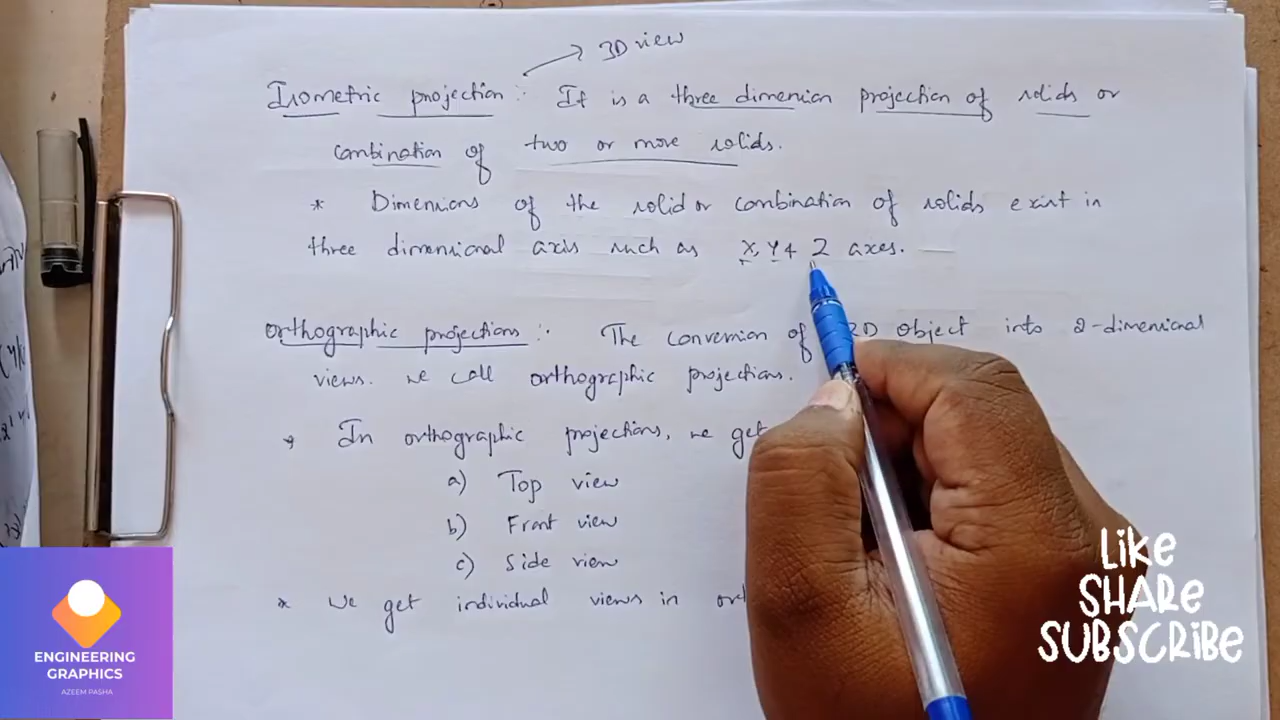 3D view
Isometric projection :- It is a three dimension projection of solids or
combination of two or more solids.
* Dimensions of the solid or combination of solids exist in
three dimensional axis such as X, Y & Z axes.
Orthographic projections :- The conversion of 3D Object into 2-dimensional
views. we call orthographic projections.
* In orthographic projections, we get
a) Top view
b) Front view
c) Side view
* We get individual views in
LIKE
SHARE
SUBSCRIBE
ENGINEERING
GRAPHICS
AZEEM PASHA